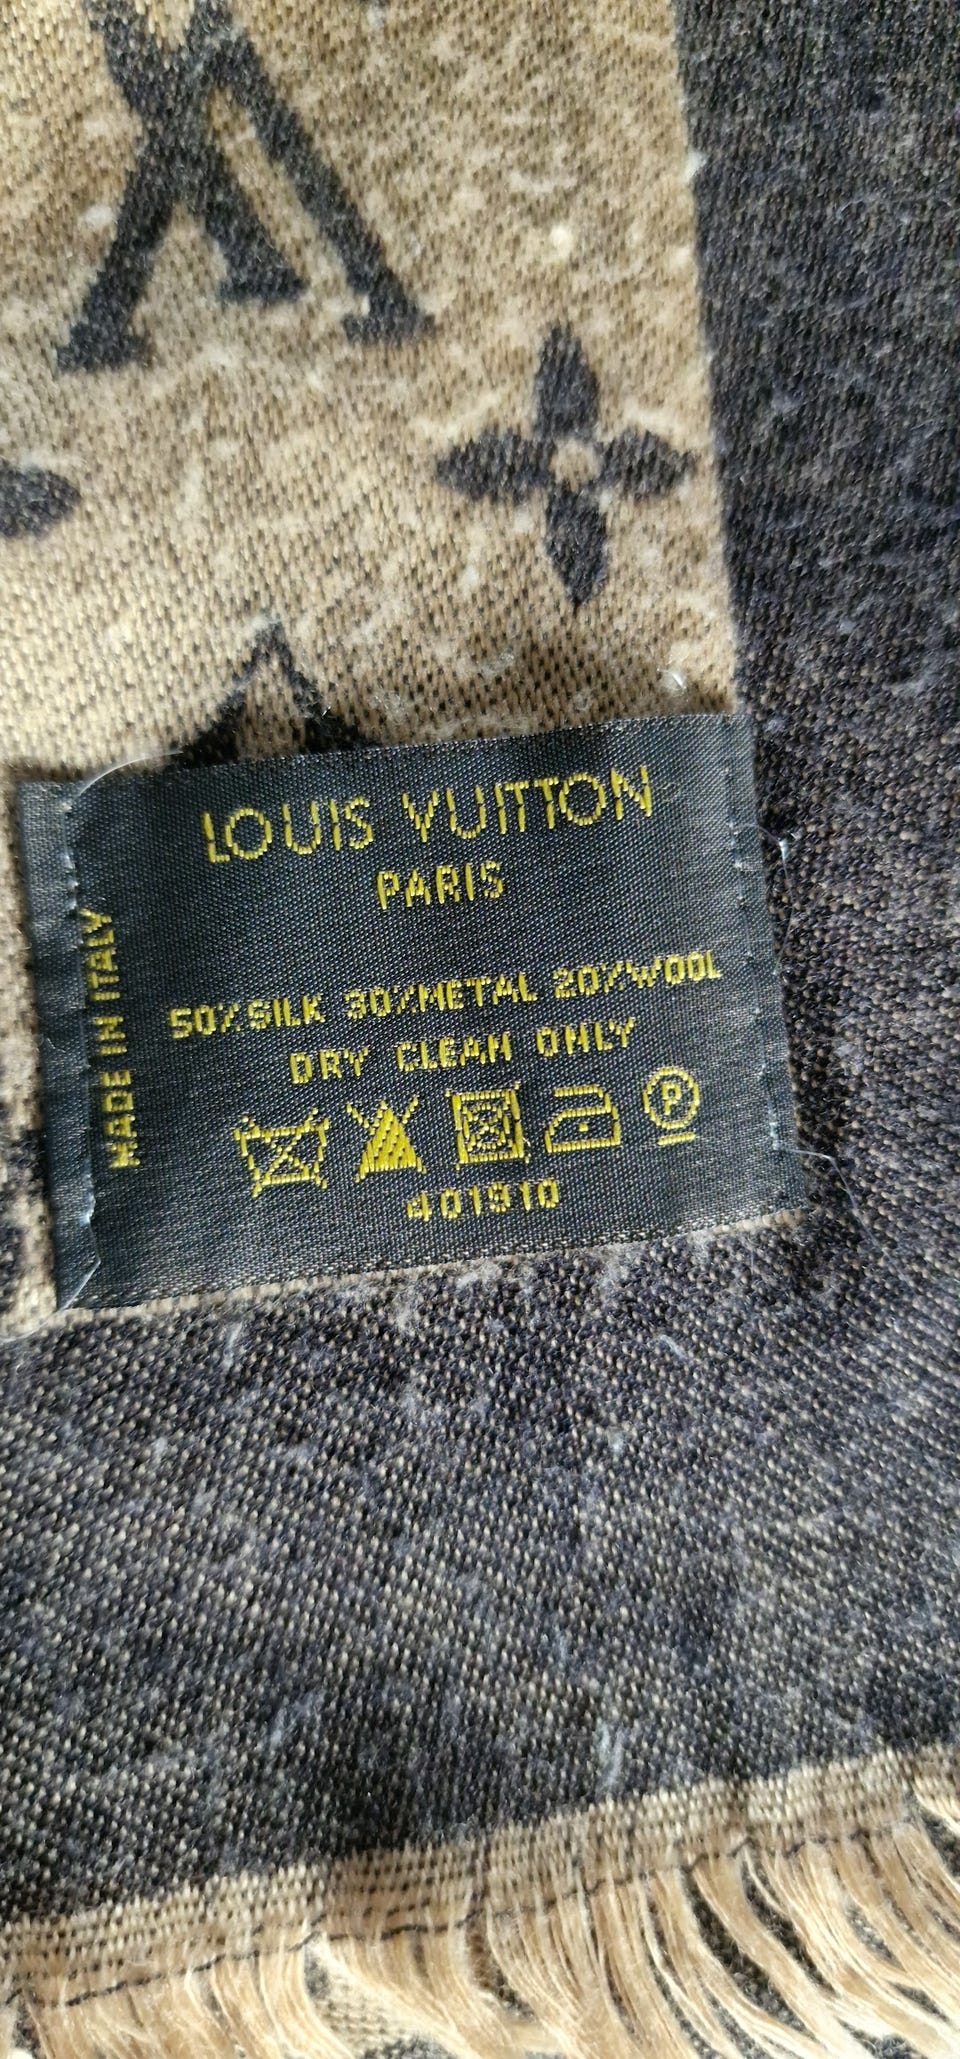 LOUIS VUITTON
PARIS
50%SILK 30%METAL 20%WOOL
DRY CLEAN ONLY
P
401910
MADE IN ITALY